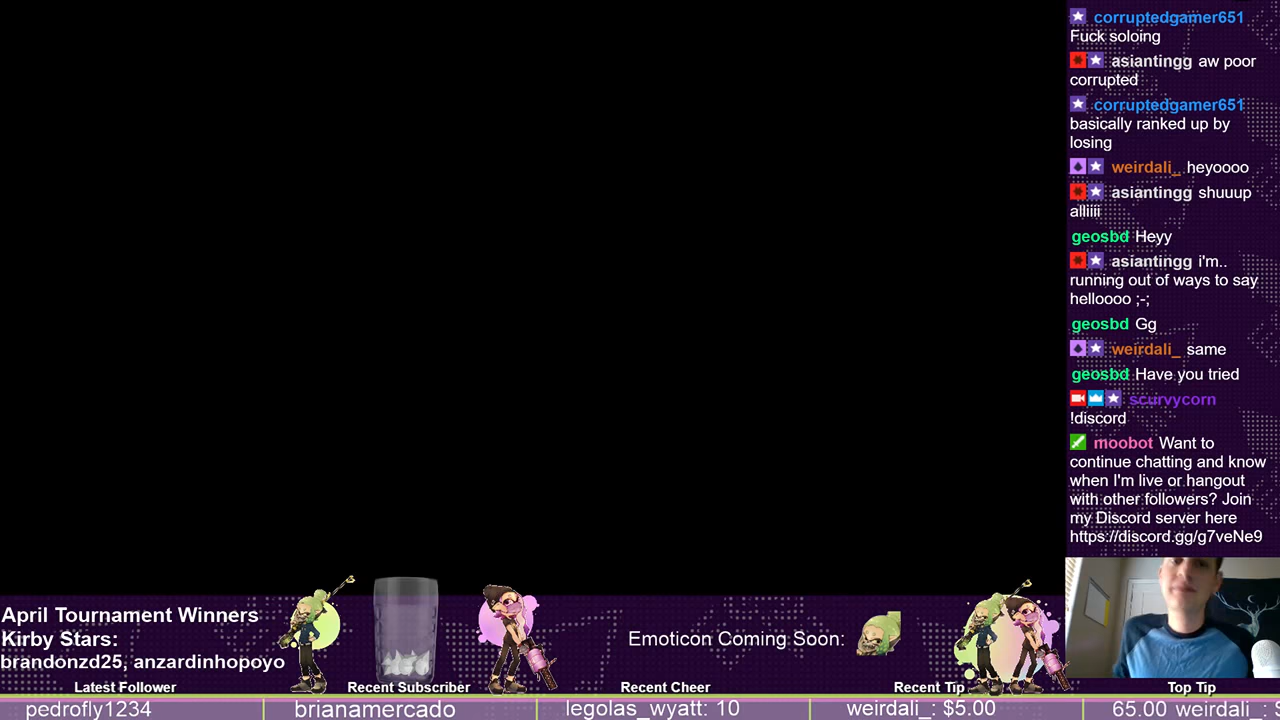 corruptedgamer651
Fuck soloing
asiantingg aw poor
corrupted
corruptedgamer651
basically ranked up by
losing
weirdali_ heyoooo
asiantingg shuuup
alliiii
geosbd Heyy
asiantingg i'm..
running out of ways to say
helloooo ;-;
geosbd Gg
weirdali_ same
geosbd Have you tried
scurvycorn
!discord
moobot Want to
continue chatting and know
when I'm live or hangout
with other followers? Join
my Discord server here
https://discord.gg/g7veNe9
April Tournament Winners
Kirby Stars:
brandonzd25, anzardinhopoyo
Emoticon Coming Soon:
Latest Follower
Recent Subscriber
Recent Cheer
Recent Tip
Top Tip
pedrofly1234
brianamercado
legolas_wyatt: 10
weirdali_: $5.00
65.00 weirdali_: $